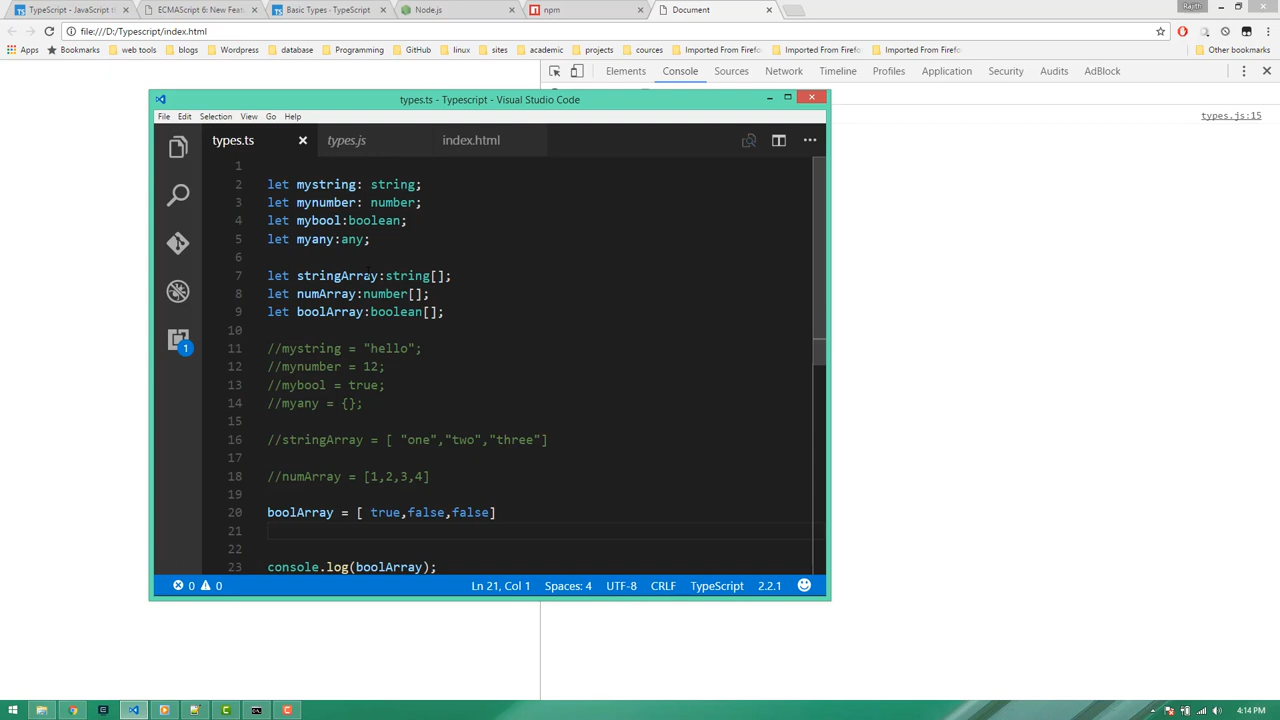 TypeScript - JavaScript th
ECMAScript 6: New Feat
Basic Types - TypeScript
Node.js
npm
Document
file:///D:/Typescript/index.html
Apps
Bookmarks
web tools
blogs
Wordpress
database
Programming
GitHub
linux
sites
academic
projects
cources
Imported From Firefo
Imported From Firefo
Imported From Firefo
Other bookmarks
Elements
Console
Sources
Network
Timeline
Profiles
Application
Security
Audits
AdBlock
types.js:15
types.ts - Typescript - Visual Studio Code
File Edit Selection View Go Help
types.ts
types.js
index.html
1
2 let mystring: string;
3 let mynumber: number;
4 let mybool:boolean;
5 let myany:any;
6
7 let stringArray:string[];
8 let numArray:number[];
9 let boolArray:boolean[];
10
11 //mystring = "hello";
12 //mynumber = 12;
13 //mybool = true;
14 //myany = {};
15
16 //stringArray = [ "one","two","three"]
17
18 //numArray = [1,2,3,4]
19
20 boolArray = [ true,false,false]
21
22
23 console.log(boolArray);
1
0 0
Ln 21, Col 1
Spaces: 4
UTF-8
CRLF
TypeScript
2.2.1
4:14 PM